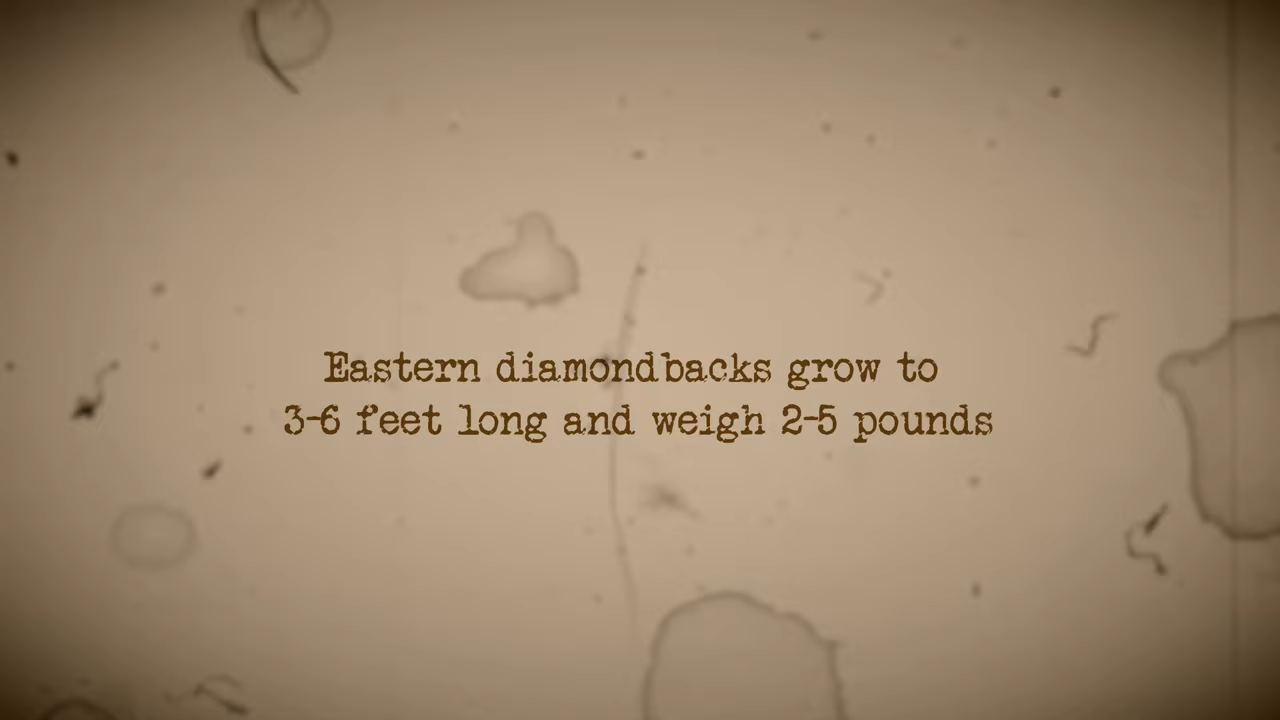 Eastern diamondbacks grow to
3-6 feet long and weigh 2-5 pounds